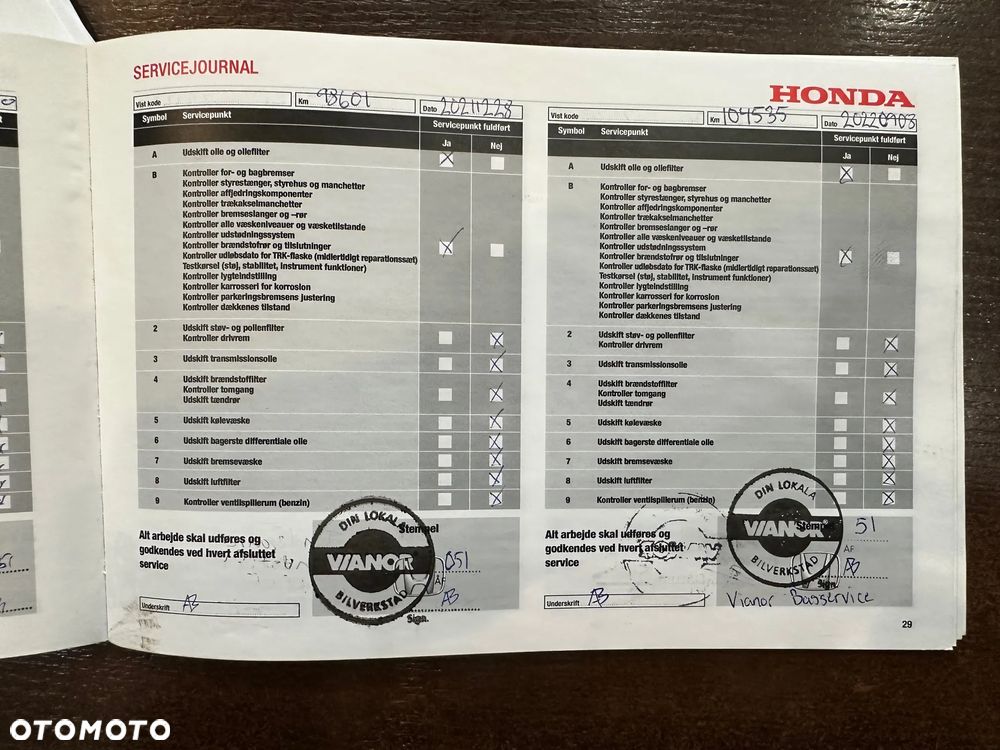 SERVICEJOURNAL
HONDA
Vist kode
Km 98601
Dato 20211228
Symbol Servicepunkt
Servicepunkt fuldført
Ja Nej
A Udskift olie og oliefilter
B Kontroller for- og bagbremser
Kontroller styrestænger, styrehus og manchetter
Kontroller affjedringskomponenter
Kontroller trækakselmanchetter
Kontroller bremseslanger og –rør
Kontroller alle væskeniveauer og væsketilstande
Kontroller udstødningssystem
Kontroller brændstofrør og tilslutninger
Kontroller udløbsdato for TRK-flaske (midlertidigt reparationssæt)
Testkørsel (støj, stabilitet, instrument funktioner)
Kontroller lygteindstilling
Kontroller karrosseri for korrosion
Kontroller parkeringsbremsens justering
Kontroller dækkenes tilstand
2 Udskift støv- og pollenfilter
Kontroller drivrem
3 Udskift transmissionsolie
4 Udskift brændstoffilter
Kontroller tomgang
Udskift tændrør
5 Udskift kølevæske
6 Udskift bagerste differentiale olie
7 Udskift bremsevæske
8 Udskift luftfilter
9 Kontroller ventilspillerum (benzin)
Alt arbejde skal udføres og
godkendes ved hvert afsluttet
service
Stempel
DIN LOKALA
VIANOR
BILVERKSTAD
051
AF
AB
Sign.
Underskrift AB
Vist kode
Km 104535
Dato 20220903
Symbol Servicepunkt
Servicepunkt fuldført
Ja Nej
A Udskift olie og oliefilter
B Kontroller for- og bagbremser
Kontroller styrestænger, styrehus og manchetter
Kontroller affjedringskomponenter
Kontroller trækakselmanchetter
Kontroller bremseslanger og –rør
Kontroller alle væskeniveauer og væsketilstande
Kontroller udstødningssystem
Kontroller brændstofrør og tilslutninger
Kontroller udløbsdato for TRK-flaske (midlertidigt reparationssæt)
Testkørsel (støj, stabilitet, instrument funktioner)
Kontroller lygteindstilling
Kontroller karrosseri for korrosion
Kontroller parkeringsbremsens justering
Kontroller dækkenes tilstand
2 Udskift støv- og pollenfilter
Kontroller drivrem
3 Udskift transmissionsolie
4 Udskift brændstoffilter
Kontroller tomgang
Udskift tændrør
5 Udskift kølevæske
6 Udskift bagerste differentiale olie
7 Udskift bremsevæske
8 Udskift luftfilter
9 Kontroller ventilspillerum (benzin)
Alt arbejde skal udføres og
godkendes ved hvert afsluttet
service
Stempel
DIN LOKALA
VIANOR
BILVERKSTAD
51
AF
AB
Sign.
Vianor
Underskrift AB
29
OTOMOTO